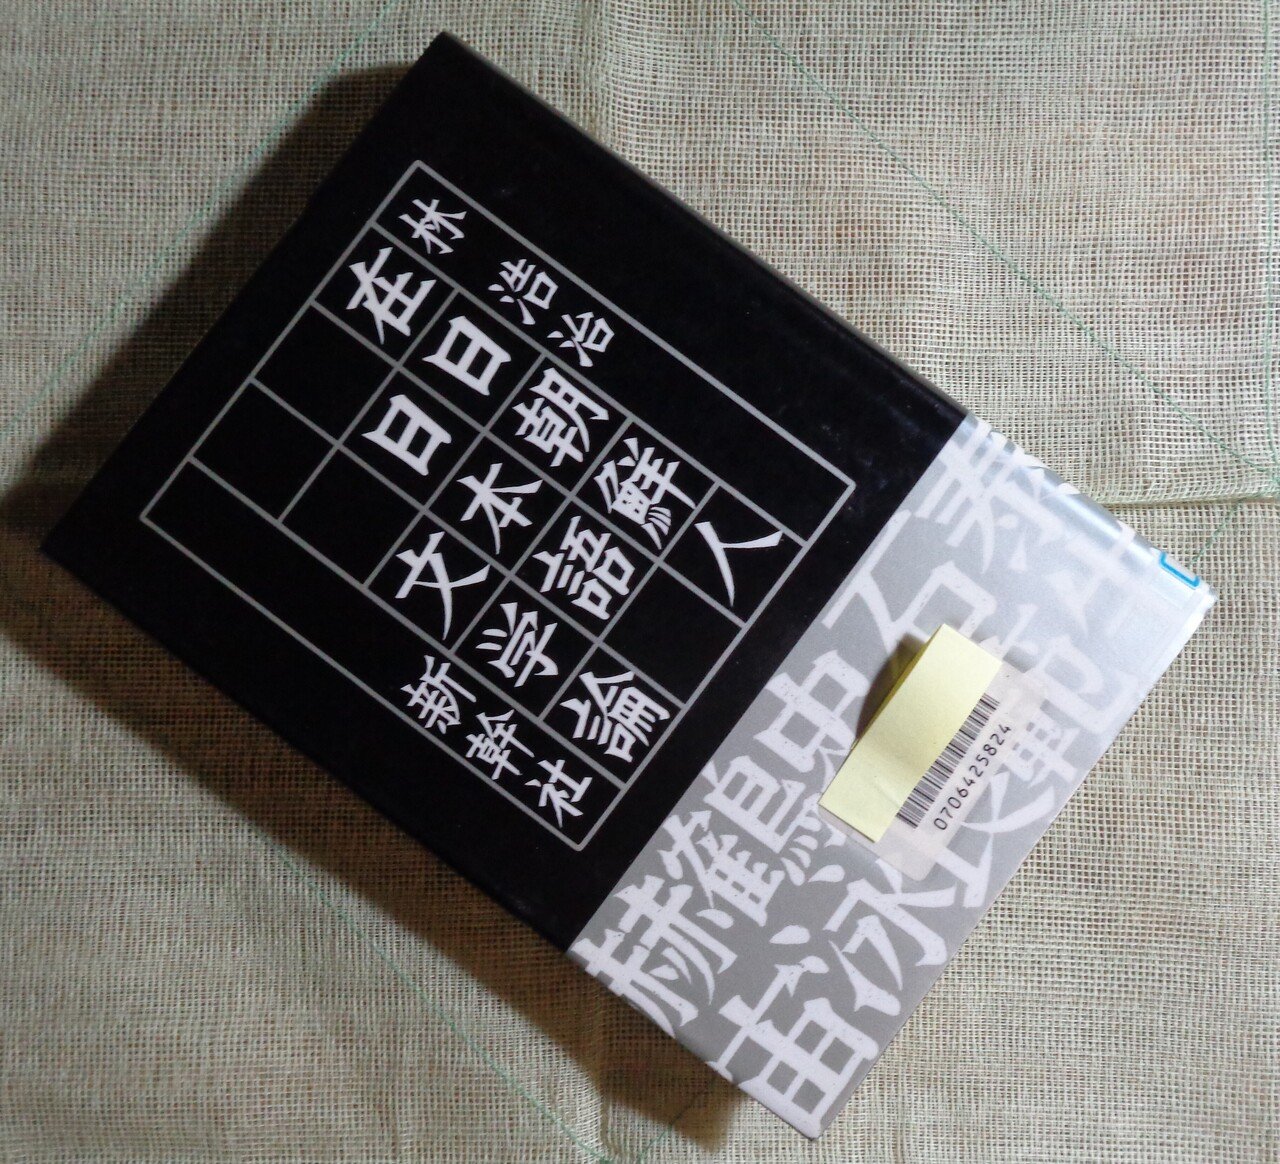 林浩治
在日朝鮮人
日本語
文学論
新幹社
0706425824